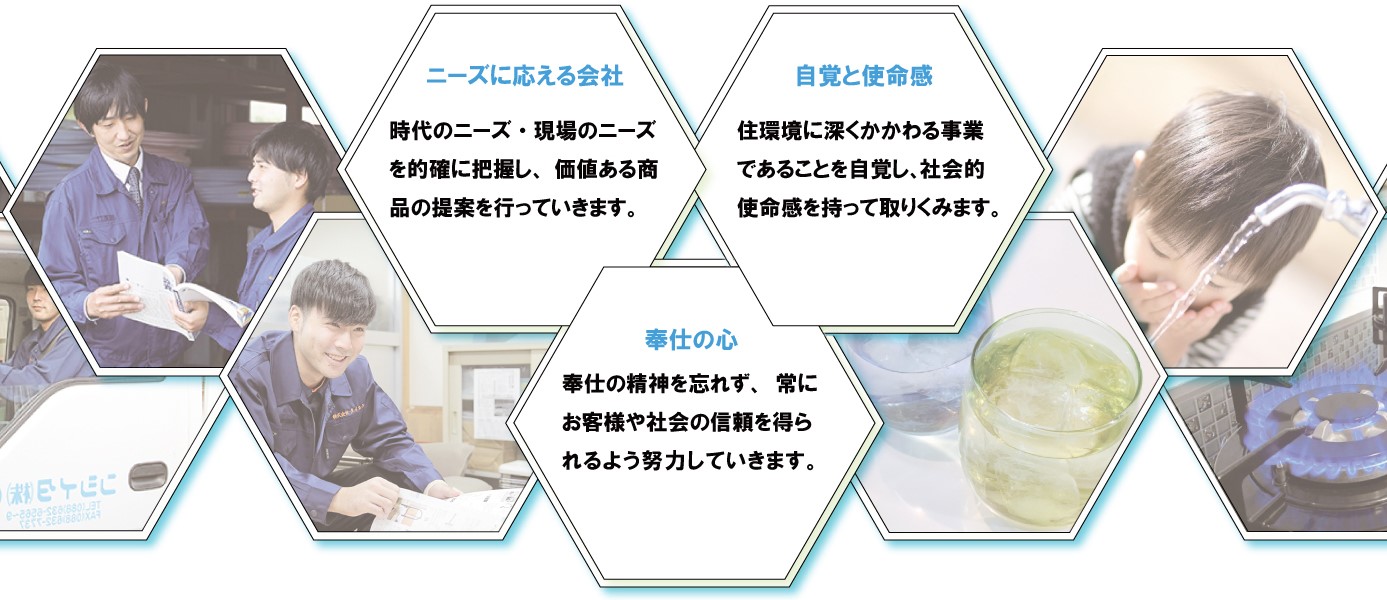 ニーズに応える会社
時代のニーズ・現場のニーズ
を的確に把握し、価値ある商
品の提案を行っていきます。
自覚と使命感
住環境に深くかかわる事業
であることを自覚し、社会的
使命感を持って取りくみます。
奉仕の心
奉仕の精神を忘れず、常に
お客様や社会の信頼を得ら
れるよう努力していきます。